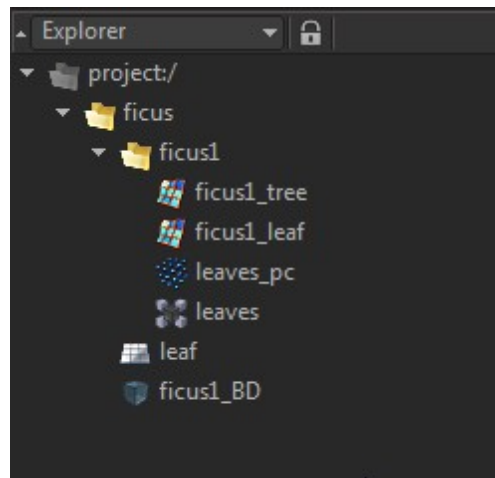 Explorer
project:/
ficus
ficus1
ficus1_tree
ficus1_leaf
leaves_pc
leaves
leaf
ficus1_BD